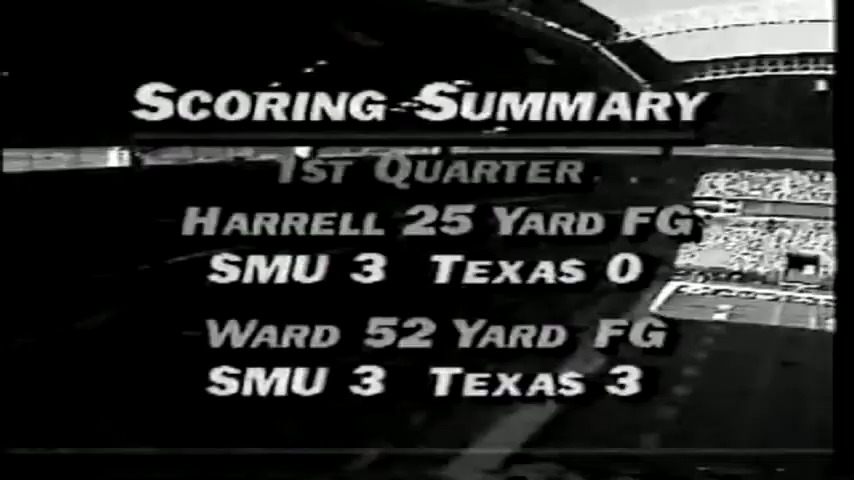 SCORING SUMMARY
1ST QUARTER
HARRELL 25 YARD FG
SMU 3 TEXAS 0
WARD 52 YARD FG
SMU 3 TEXAS 3